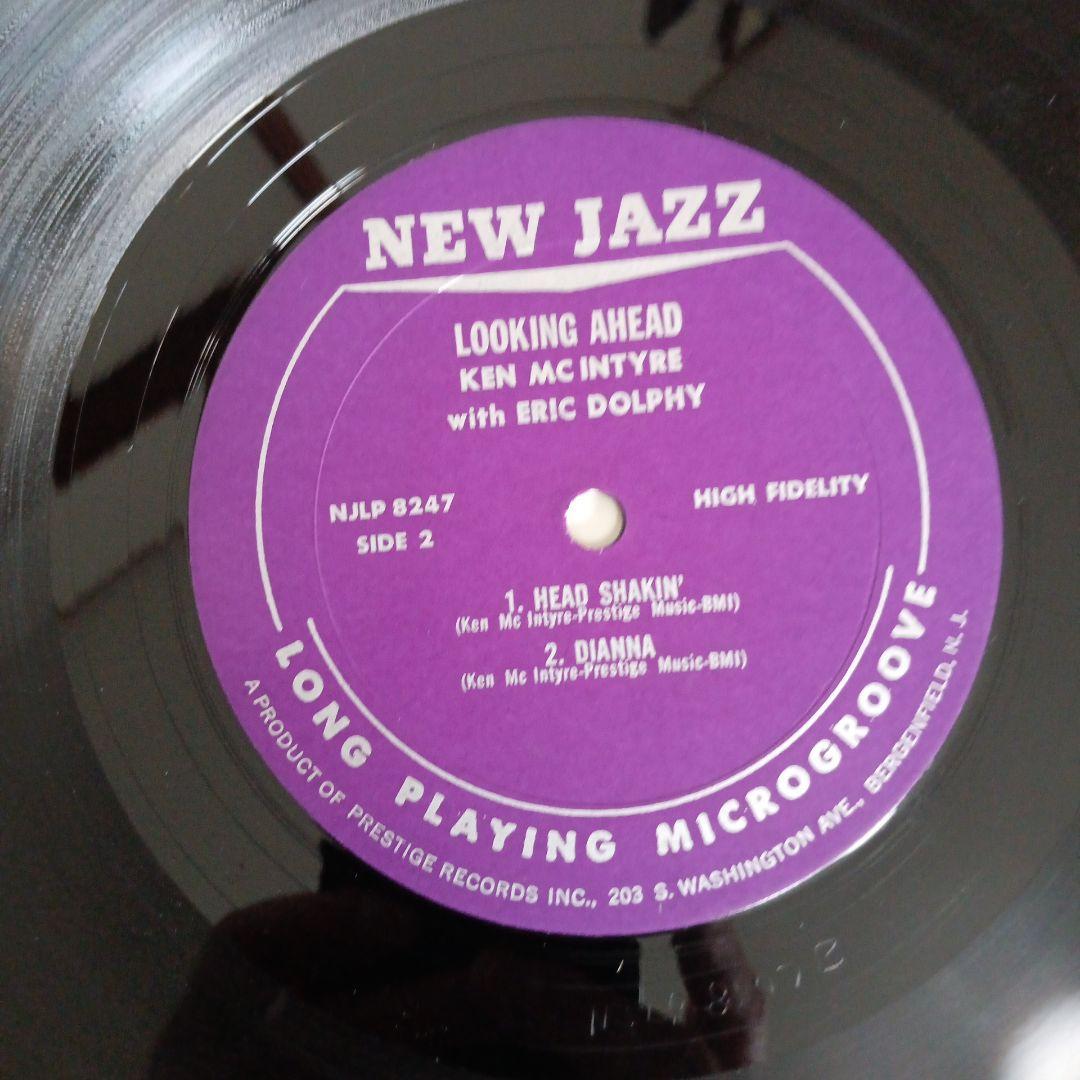 NEW JAZZ
LOOKING AHEAD
KEN MC INTYRE
with ERIC DOLPHY
NJLP 8247
SIDE 2
HIGH FIDELITY
1. HEAD SHAKIN'
(Ken Mc Intyre-Prestige Music-BMI)
2. DIANNA
(Ken Mc Intyre-Prestige Music-BMI)
LONG PLAYING MICROGROOVE
A PRODUCT OF PRESTIGE RECORDS INC., 203 S. WASHINGTON AVE., BERGENFIELD, N. J.